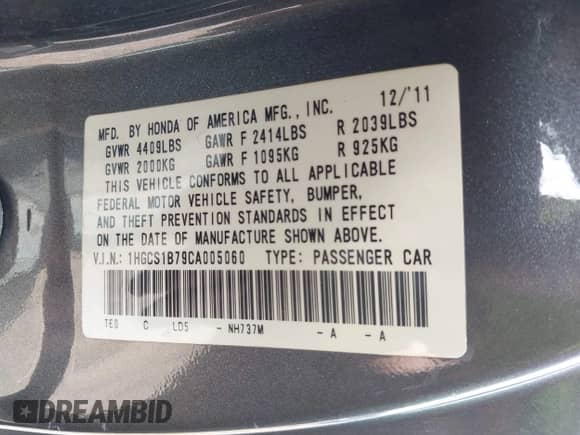 MFD. BY HONDA OF AMERICA MFG., INC. 12/'11
GVWR 4409LBS GAWR F 2414LBS R 2039LBS
GVWR 2000KG GAWR F 1095KG R 925KG
THIS VEHICLE CONFORMS TO ALL APPLICABLE
FEDERAL MOTOR VEHICLE SAFETY, BUMPER,
AND THEFT PREVENTION STANDARDS IN EFFECT
ON THE DATE OF MANUFACTURE SHOWN ABOVE.
V.I.N.: 1HGCS1B79CA005060 TYPE: PASSENGER CAR
TE0 C LD5 - NH737M - A - A
DREAMBID